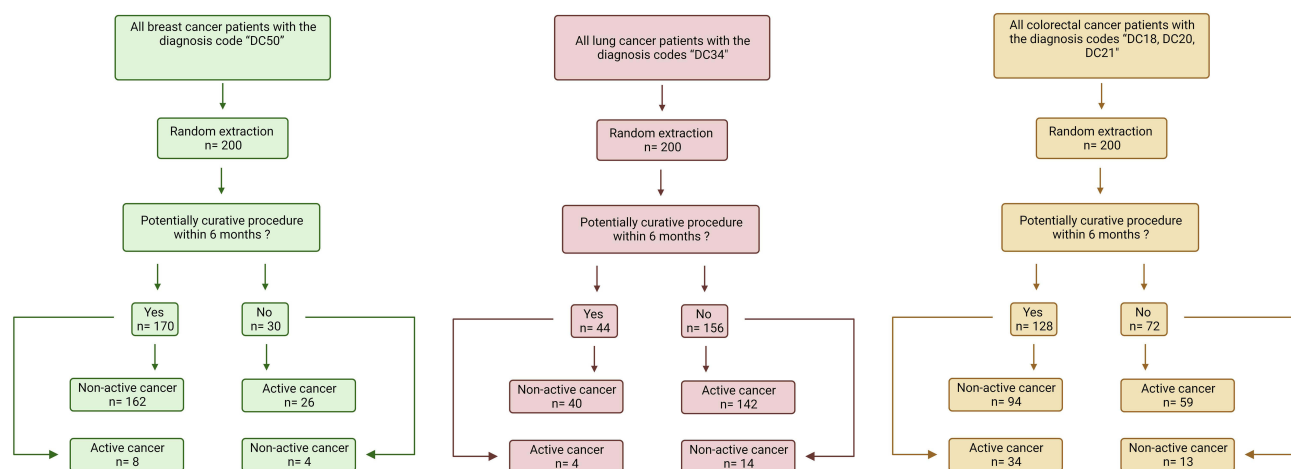 All breast cancer patients with the
diagnosis code “DC50”
Random extraction
n= 200
Potentially curative procedure
within 6 months ?
Yes
n= 170
No
n= 30
Non-active cancer
n= 162
Active cancer
n= 26
Active cancer
n= 8
Non-active cancer
n= 4
All lung cancer patients with the
diagnosis codes “DC34"
Random extraction
n= 200
Potentially curative procedure
within 6 months ?
Yes
n= 44
No
n= 156
Non-active cancer
n= 40
Active cancer
n= 142
Active cancer
n= 4
Non-active cancer
n= 14
All colorectal cancer patients with
the diagnosis codes “DC18, DC20,
DC21"
Random extraction
n= 200
Potentially curative procedure
within 6 months ?
Yes
n= 128
No
n= 72
Non-active cancer
n= 94
Active cancer
n= 59
Active cancer
n= 34
Non-active cancer
n= 13